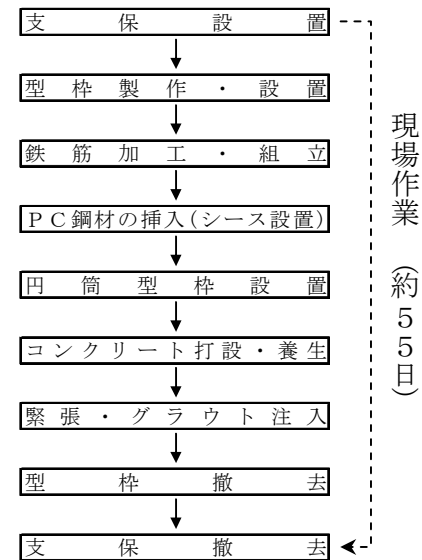 支保設置
型枠製作・設置
鉄筋加工・組立
ＰＣ鋼材の挿入(シース設置)
円筒型枠設置
コンクリート打設・養生
緊張・グラウト注入
型枠撤去
支保撤去
現場作業（約５５日）